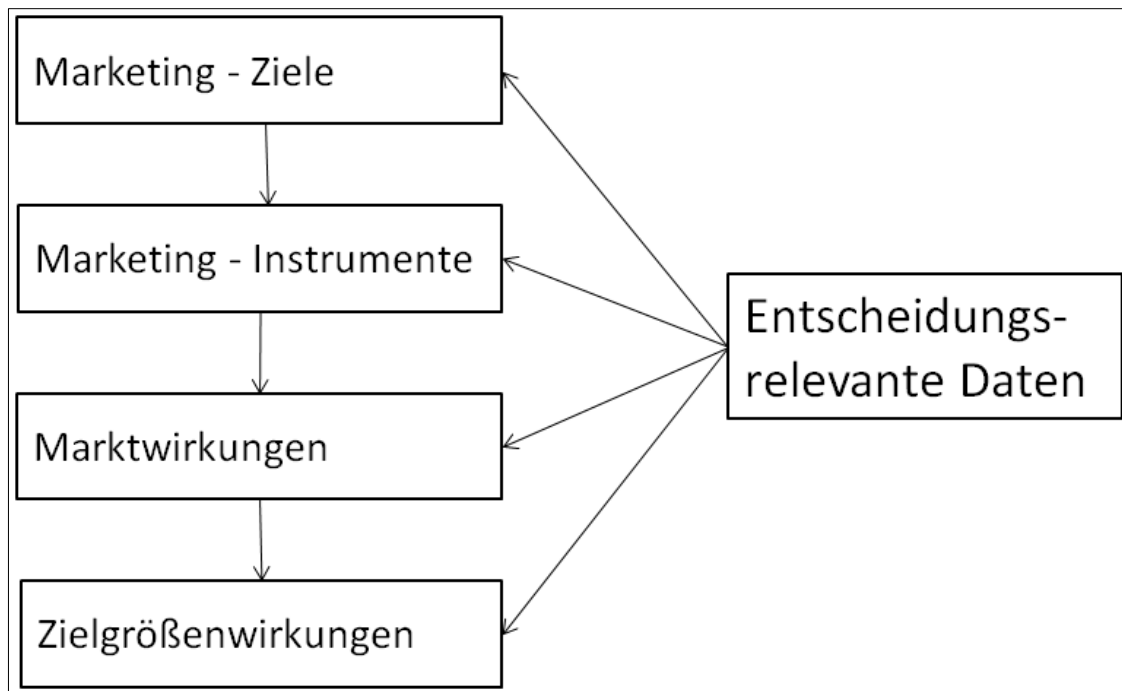 Marketing - Ziele
Marketing - Instrumente
Marktwirkungen
Zielgrößenwirkungen
Entscheidungs-
relevante Daten